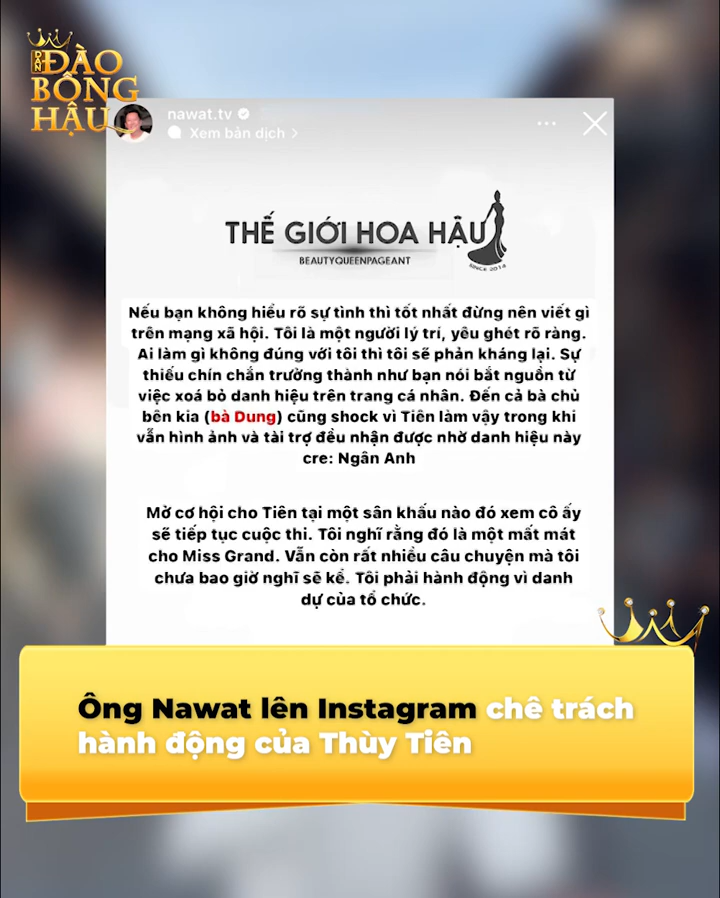 DÀN
ĐÀO
BÔNG
HẬU
nawat.tv
Xem bản dịch >
THẾ GIỚI HOA HẬU
BEAUTYQUEENPAGEANT
SINCE 2014
Nếu bạn không hiểu rõ sự tình thì tốt nhất đừng nên viết gì
trên mạng xã hội. Tôi là một người lý trí, yêu ghét rõ ràng.
Ai làm gì không đúng với tôi thì tôi sẽ phản kháng lại. Sự
thiếu chín chắn trưởng thành như bạn nói bắt nguồn từ
việc xoá bỏ danh hiệu trên trang cá nhân. Đến cả bà chủ
bên kia (bà Dung) cũng shock vì Tiên làm vậy trong khi
vẫn hình ảnh và tài trợ đều nhận được nhờ danh hiệu này
cre: Ngân Anh
Mở cơ hội cho Tiên tại một sân khấu nào đó xem cô ấy
sẽ tiếp tục cuộc thi. Tôi nghĩ rằng đó là một mất mát
cho Miss Grand. Vẫn còn rất nhiều câu chuyện mà tôi
chưa bao giờ nghĩ sẽ kể. Tôi phải hành động vì danh
dự của tổ chức.
Ông Nawat lên Instagram chê trách
hành động của Thùy Tiên